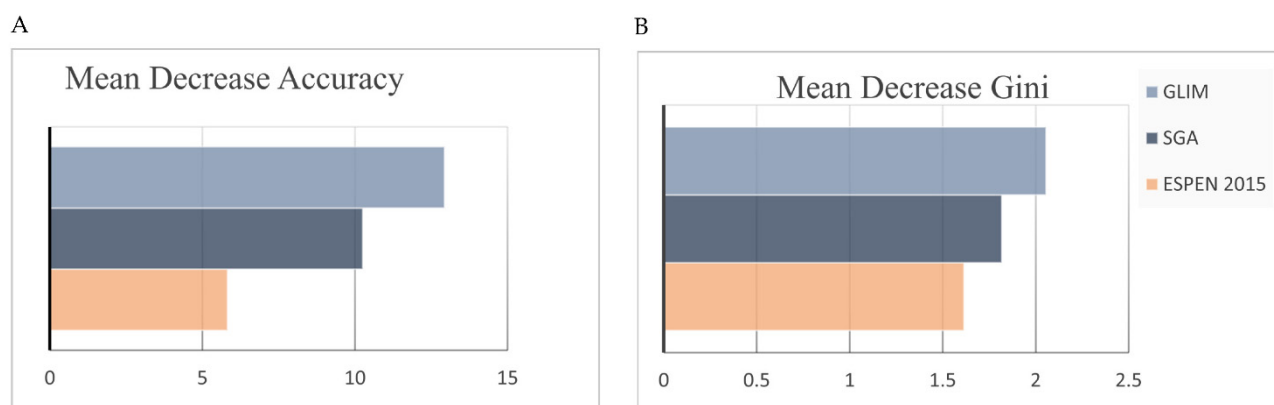 A
Mean Decrease Accuracy
0 5 10 15
B
Mean Decrease Gini
GLIM
SGA
ESPEN 2015
0 0.5 1 1.5 2 2.5